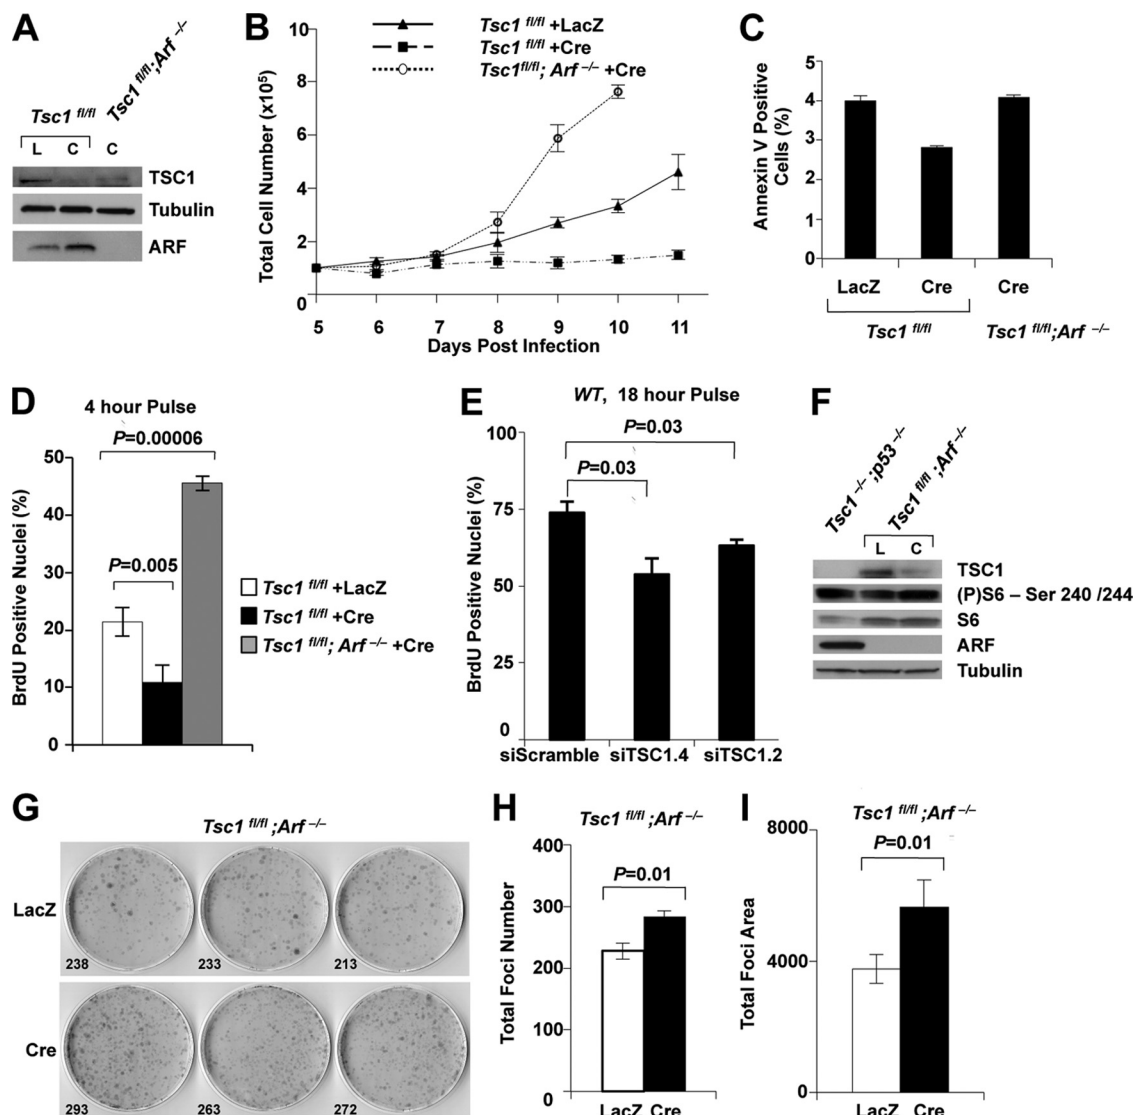 A
Tsc1 fl/fl
Tsc1 fl/fl;Arf –/–
L C C
TSC1
Tubulin
ARF
B
Tsc1 fl/fl +LacZ
Tsc1 fl/fl +Cre
Tsc1fl/fl; Arf –/– +Cre
Total Cell Number (x10⁵)
10
8
6
4
2
0
5 6 7 8 9 10 11
Days Post Infection
C
Annexin V Positive
Cells (%)
5
4
3
2
1
0
LacZ Cre Cre
Tsc1 fl/fl Tsc1 fl/fl;Arf –/–
D
4 hour Pulse
P=0.00006
P=0.005
BrdU Positive Nuclei (%)
50
40
30
20
10
0
Tsc1 fl/fl +LacZ
Tsc1 fl/fl +Cre
Tsc1 fl/fl; Arf –/– +Cre
E
WT, 18 hour Pulse
P=0.03
P=0.03
BrdU Positive Nuclei (%)
100
75
50
25
0
siScramble siTSC1.4 siTSC1.2
F
Tsc1 –/– ;p53 –/–
Tsc1 fl/fl ;Arf –/–
L C
TSC1
(P)S6 – Ser 240 /244
S6
ARF
Tubulin
G
Tsc1 fl/fl ;Arf –/–
LacZ
238 233 213
Cre
293 263 272
H
Tsc1 fl/fl ;Arf –/–
P=0.01
Total Foci Number
400
300
200
100
0
LacZ Cre
I
Tsc1 fl/fl ;Arf –/–
P=0.01
Total Foci Area
8000
4000
0
LacZ Cre